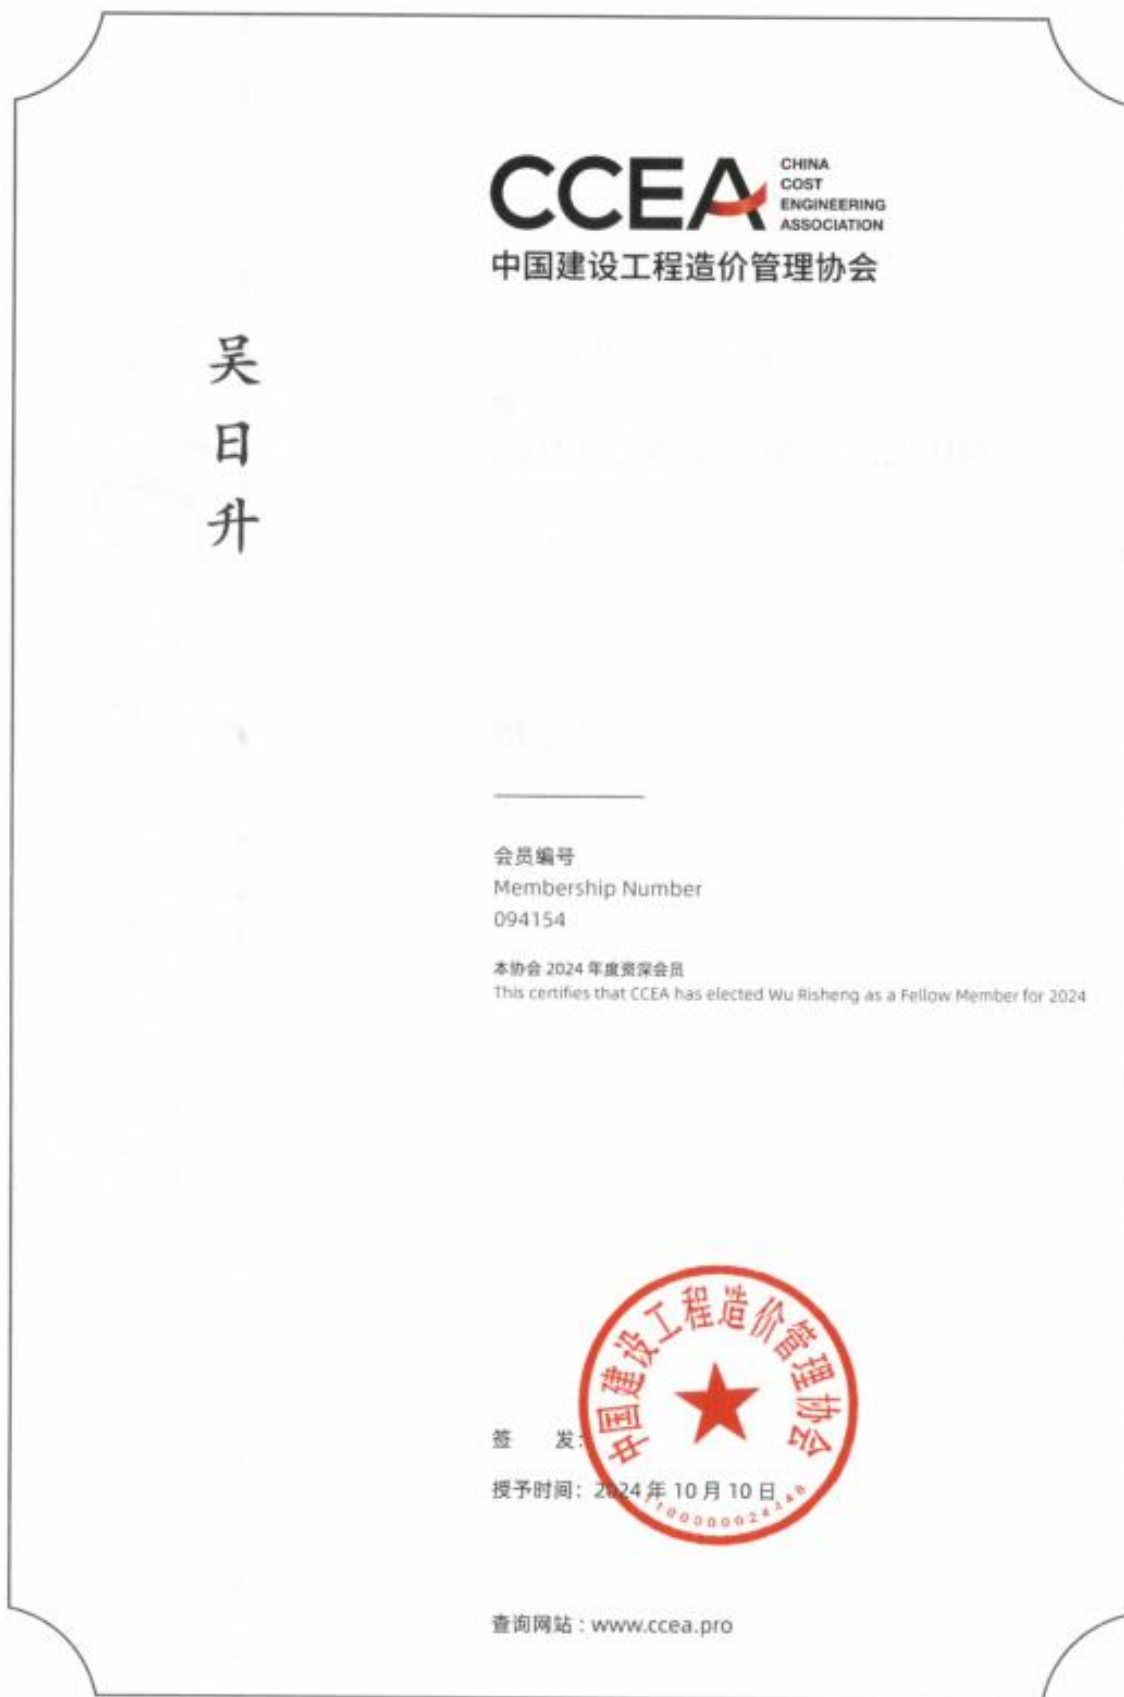 CCEA
CHINA
COST
ENGINEERING
ASSOCIATION
中国建设工程造价管理协会
吴日升
会员编号
Membership Number
094154
本协会 2024 年度资深会员
This certifies that CCEA has elected Wu Risheng as a Fellow Member for 2024
中国建设工程造价管理协会
签 发：
授予时间：2024 年 10 月 10 日
查询网站：www.ccea.pro